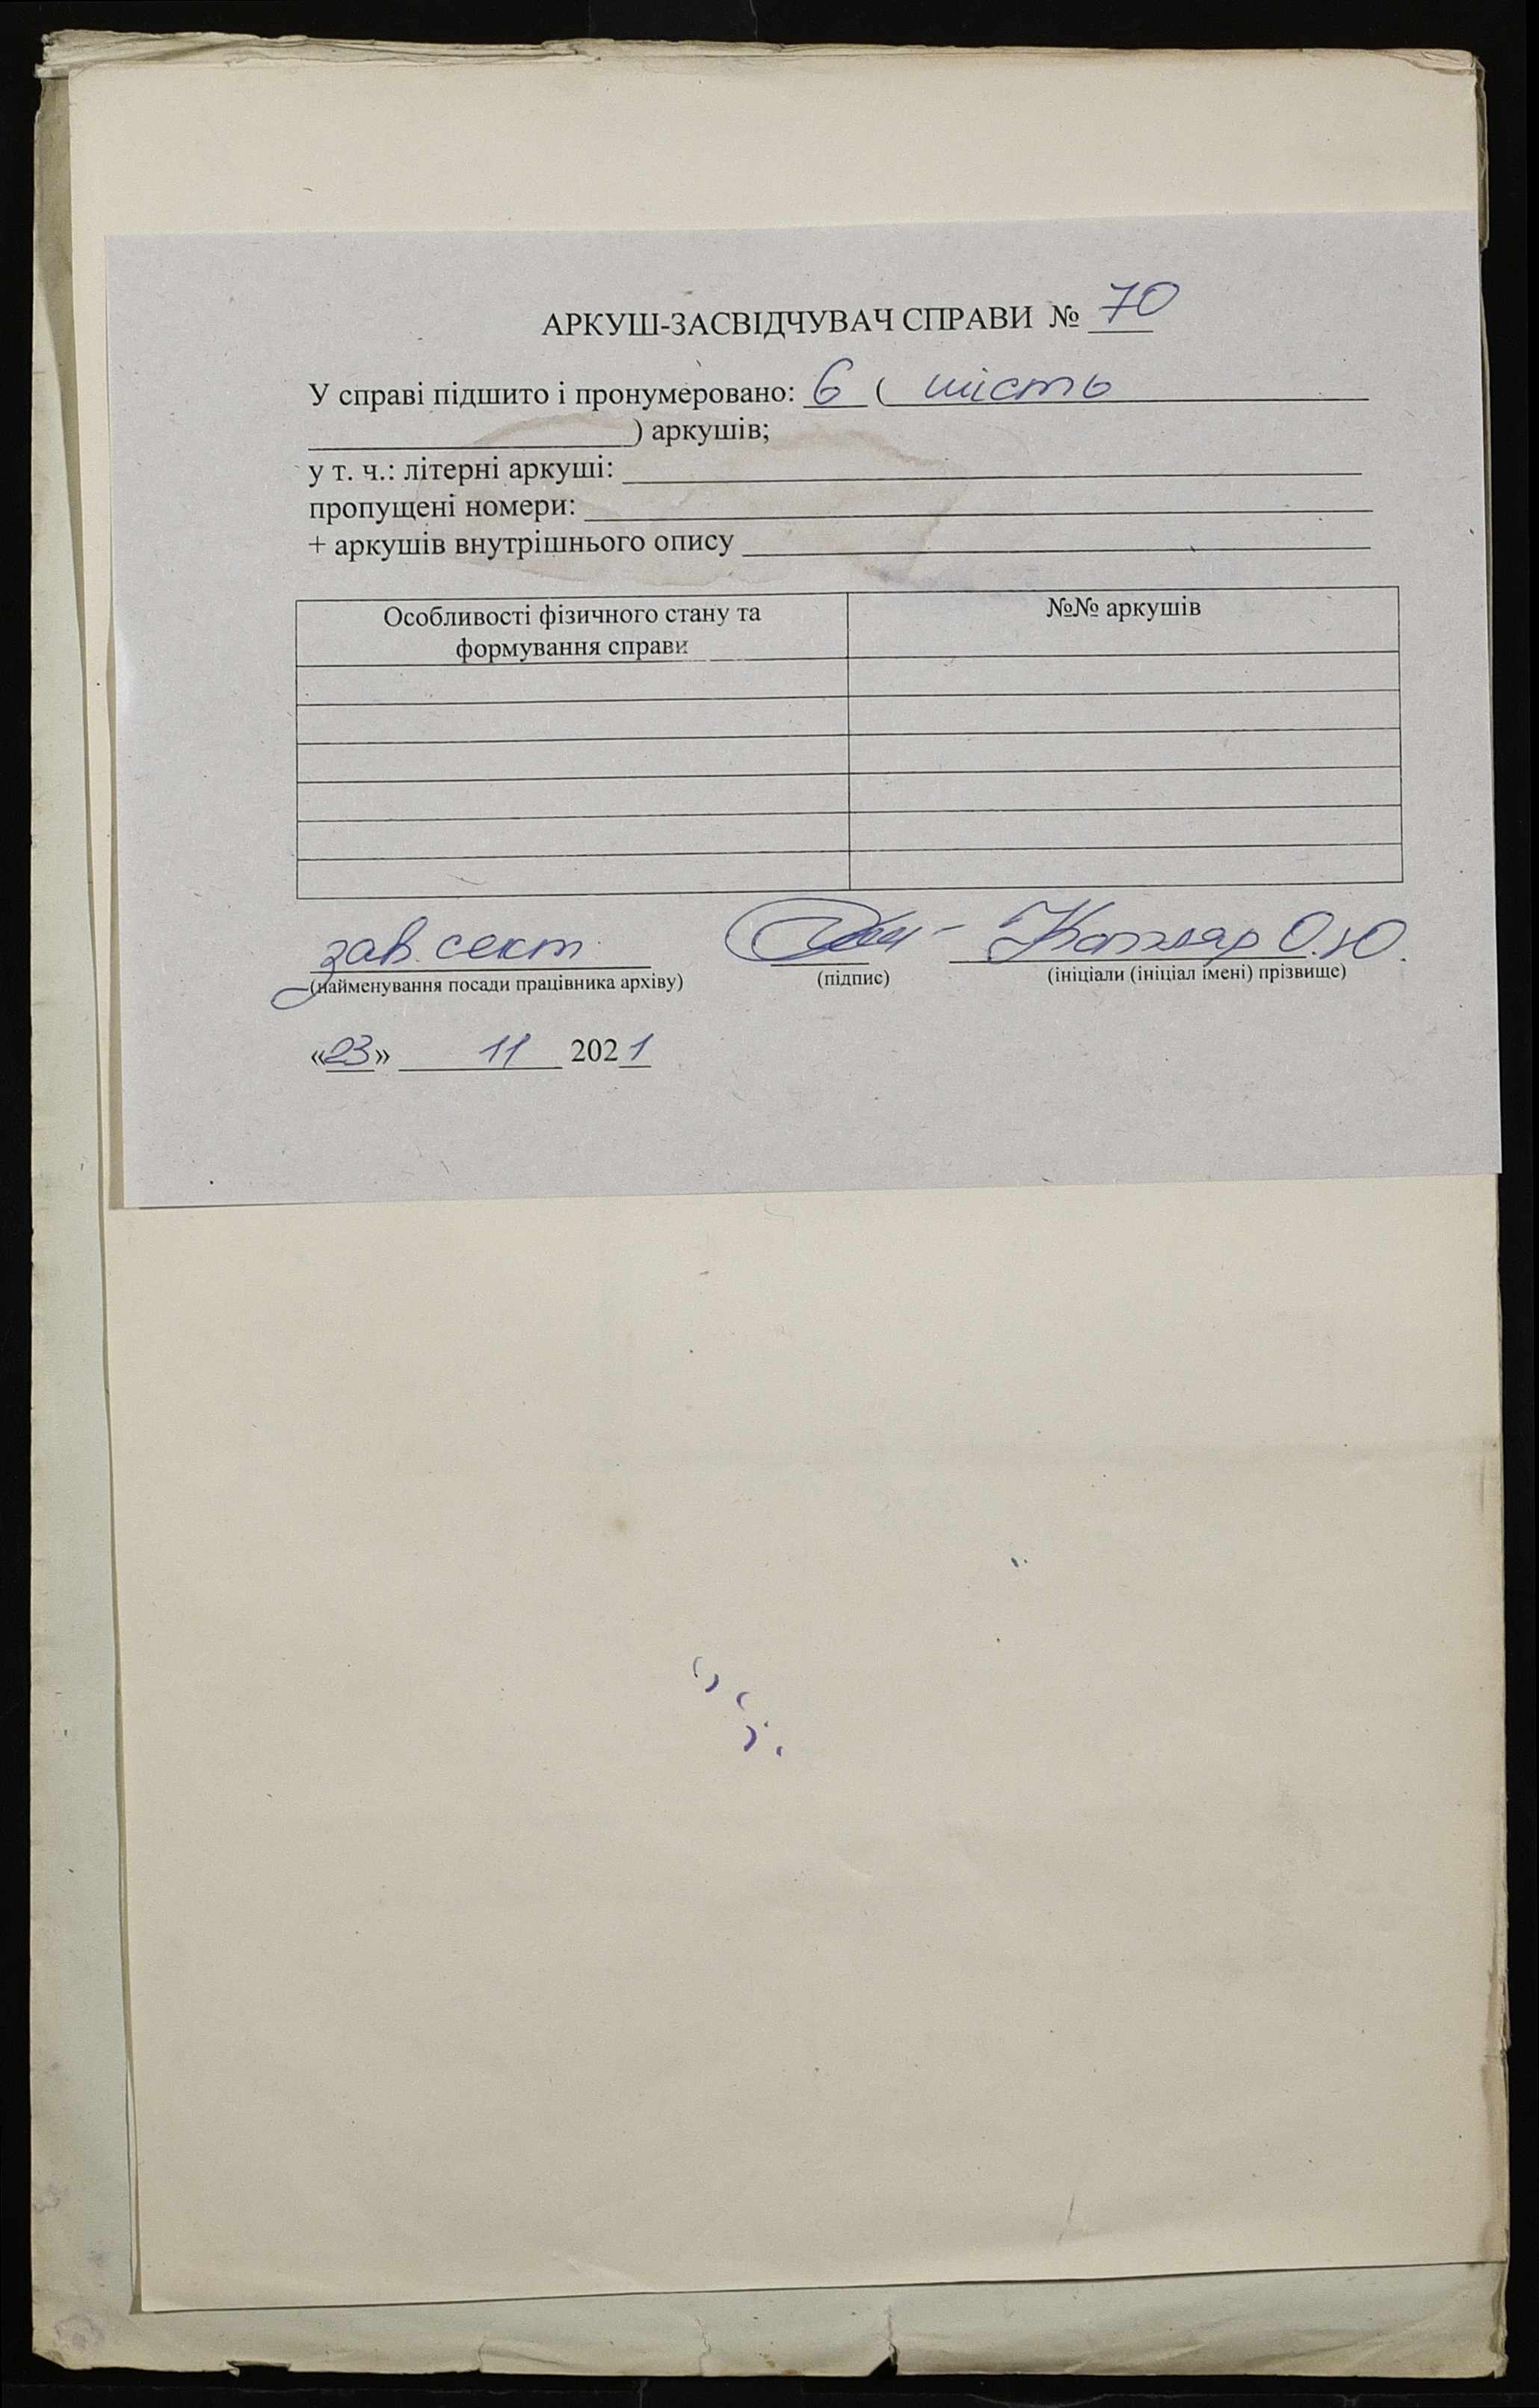 АРКУШ-ЗАСВІДЧУВАЧ СПРАВИ № 70
У справі підшито і пронумеровано: 6 ( шість
) аркушів;
у т. ч.: літерні аркуші:
пропущені номери:
+ аркушів внутрішнього опису
Особливості фізичного стану та формування справи
№№ аркушів
зав. сект. Котляр О.Ю.
(найменування посади працівника архіву) (підпис) (ініціали (ініціал імені) прізвище)
«23» 11 2021